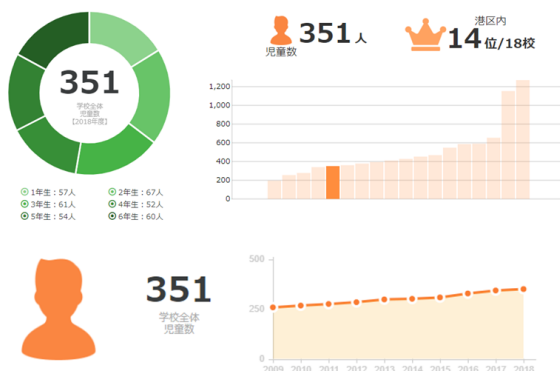 351
学校全体
児童数
【2018年度】
1年生：57人
2年生：67人
3年生：61人
4年生：52人
5年生：54人
6年生：60人
351人
児童数
港区内
14位/18校
1,200
1,000
800
600
400
200
0
351
学校全体
児童数
500
250
0
2009 2010 2011 2012 2013 2014 2015 2016 2017 2018